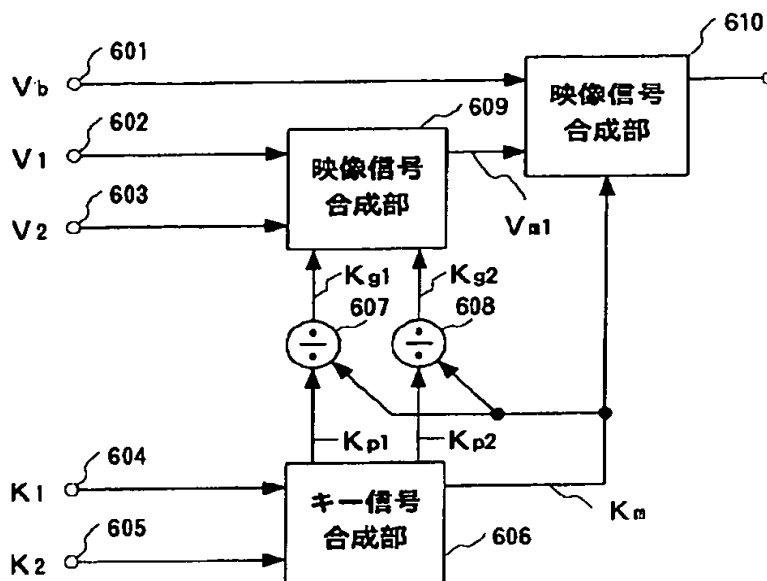 610
601
Vb
映像信号
合成部
602
609
V1
映像信号
合成部
Vm1
603
V2
Kg1
Kg2
607
608
÷
÷
Kp1
Kp2
604
K1
キー信号
合成部
Km
605
K2
606